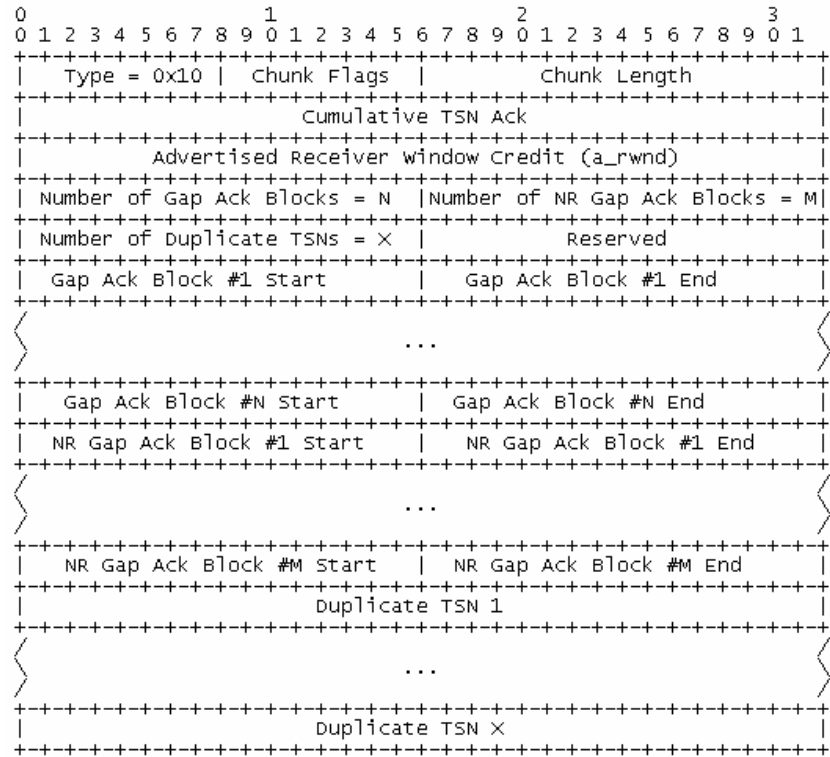 0                   1                   2                   3
0 1 2 3 4 5 6 7 8 9 0 1 2 3 4 5 6 7 8 9 0 1 2 3 4 5 6 7 8 9 0 1
+-+-+-+-+-+-+-+-+-+-+-+-+-+-+-+-+-+-+-+-+-+-+-+-+-+-+-+-+-+-+-+-+
| Type = 0x10 | Chunk Flags | Chunk Length |
+-+-+-+-+-+-+-+-+-+-+-+-+-+-+-+-+-+-+-+-+-+-+-+-+-+-+-+-+-+-+-+-+
| Cumulative TSN Ack |
+-+-+-+-+-+-+-+-+-+-+-+-+-+-+-+-+-+-+-+-+-+-+-+-+-+-+-+-+-+-+-+-+
| Advertised Receiver Window Credit (a_rwnd) |
+-+-+-+-+-+-+-+-+-+-+-+-+-+-+-+-+-+-+-+-+-+-+-+-+-+-+-+-+-+-+-+-+
| Number of Gap Ack Blocks = N |Number of NR Gap Ack Blocks = M|
+-+-+-+-+-+-+-+-+-+-+-+-+-+-+-+-+-+-+-+-+-+-+-+-+-+-+-+-+-+-+-+-+
| Number of Duplicate TSNs = X | Reserved |
+-+-+-+-+-+-+-+-+-+-+-+-+-+-+-+-+-+-+-+-+-+-+-+-+-+-+-+-+-+-+-+-+
| Gap Ack Block #1 Start | Gap Ack Block #1 End |
+-+-+-+-+-+-+-+-+-+-+-+-+-+-+-+-+-+-+-+-+-+-+-+-+-+-+-+-+-+-+-+-+
/ /
\ ... \
/ /
+-+-+-+-+-+-+-+-+-+-+-+-+-+-+-+-+-+-+-+-+-+-+-+-+-+-+-+-+-+-+-+-+
| Gap Ack Block #N Start | Gap Ack Block #N End |
+-+-+-+-+-+-+-+-+-+-+-+-+-+-+-+-+-+-+-+-+-+-+-+-+-+-+-+-+-+-+-+-+
| NR Gap Ack Block #1 Start | NR Gap Ack Block #1 End |
+-+-+-+-+-+-+-+-+-+-+-+-+-+-+-+-+-+-+-+-+-+-+-+-+-+-+-+-+-+-+-+-+
/ /
\ ... \
/ /
+-+-+-+-+-+-+-+-+-+-+-+-+-+-+-+-+-+-+-+-+-+-+-+-+-+-+-+-+-+-+-+-+
| NR Gap Ack Block #M Start | NR Gap Ack Block #M End |
+-+-+-+-+-+-+-+-+-+-+-+-+-+-+-+-+-+-+-+-+-+-+-+-+-+-+-+-+-+-+-+-+
| Duplicate TSN 1 |
+-+-+-+-+-+-+-+-+-+-+-+-+-+-+-+-+-+-+-+-+-+-+-+-+-+-+-+-+-+-+-+-+
/ /
\ ... \
/ /
+-+-+-+-+-+-+-+-+-+-+-+-+-+-+-+-+-+-+-+-+-+-+-+-+-+-+-+-+-+-+-+-+
| Duplicate TSN X |
+-+-+-+-+-+-+-+-+-+-+-+-+-+-+-+-+-+-+-+-+-+-+-+-+-+-+-+-+-+-+-+-+